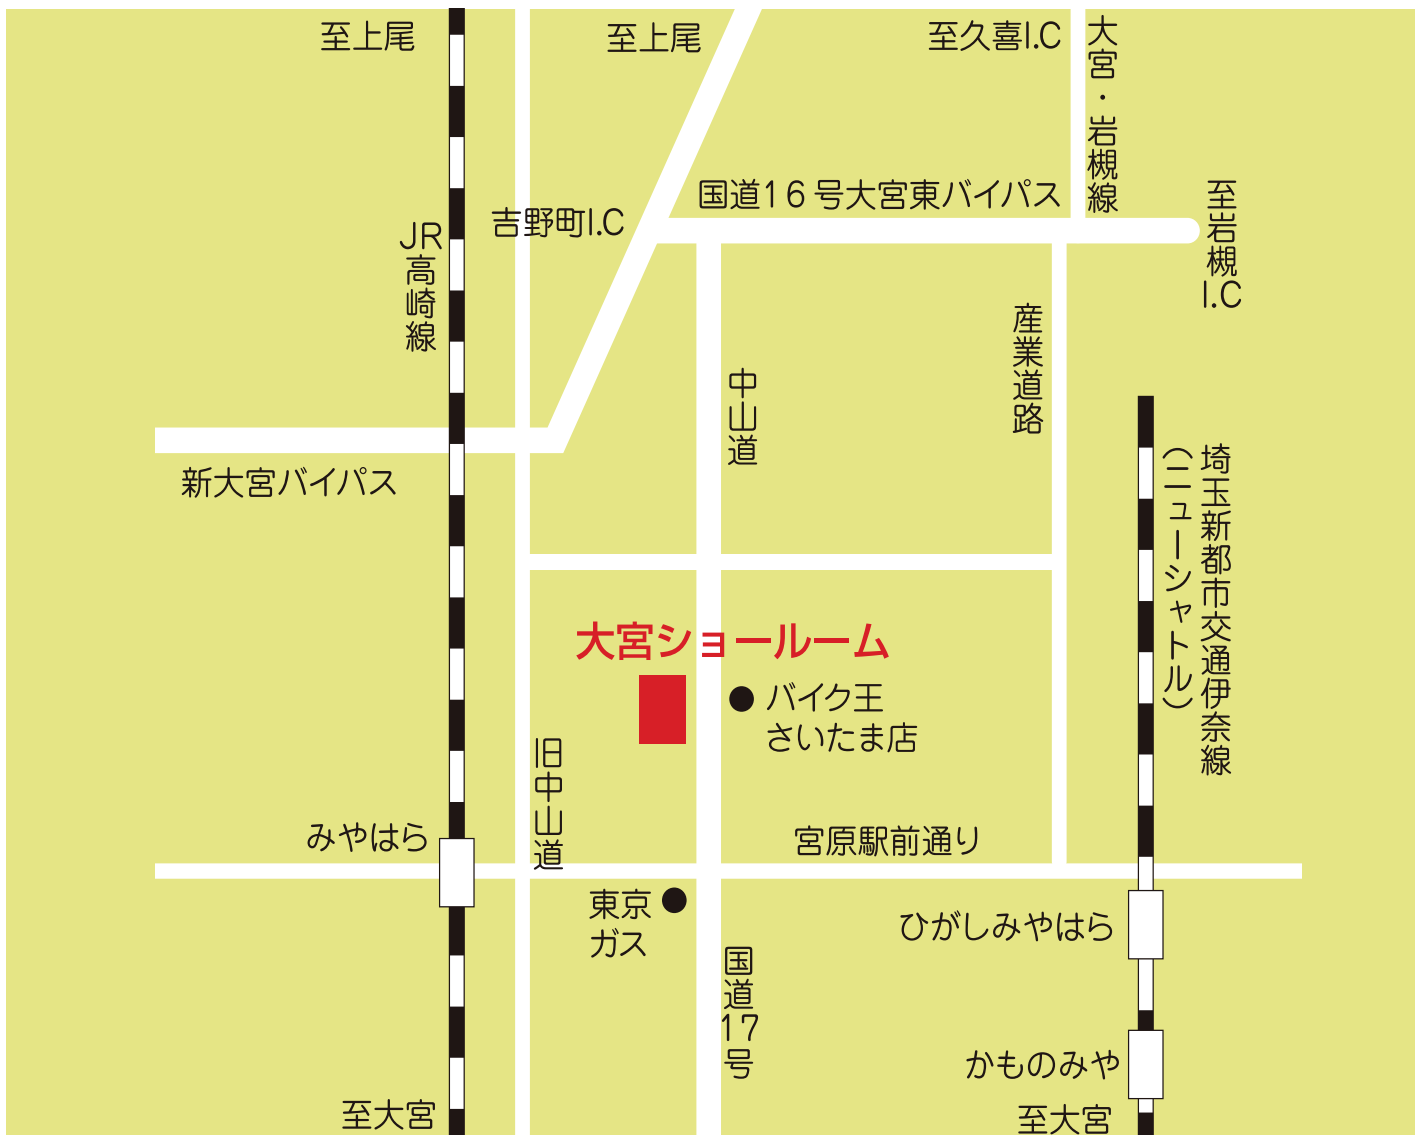 至上尾
至上尾
至久喜I.C
大宮・岩槻線
国道16号大宮東バイパス
至岩槻I.C
吉野町I.C
JR高崎線
産業道路
中山道
新大宮バイパス
埼玉新都市交通伊奈線
(ニューシャトル)
大宮ショールーム
バイク王
さいたま店
旧中山道
みやはら
宮原駅前通り
東京
ガス
ひがしみやはら
国道17号
かものみや
至大宮
至大宮